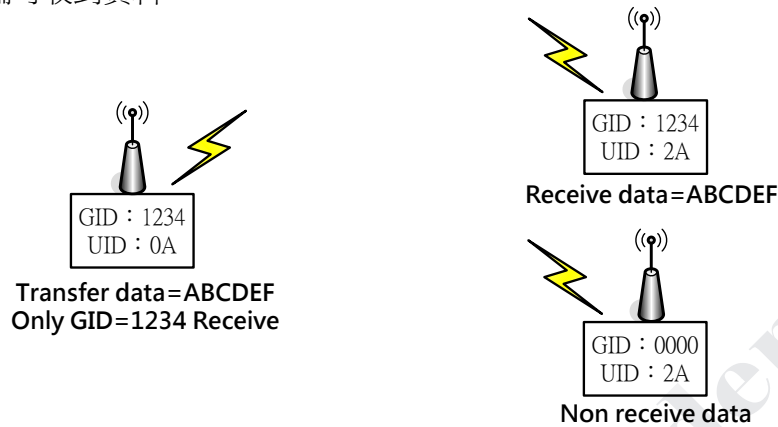 GID：1234
UID：0A
Transfer data=ABCDEF
Only GID=1234 Receive
GID：1234
UID：2A
Receive data=ABCDEF
GID：0000
UID：2A
Non receive data